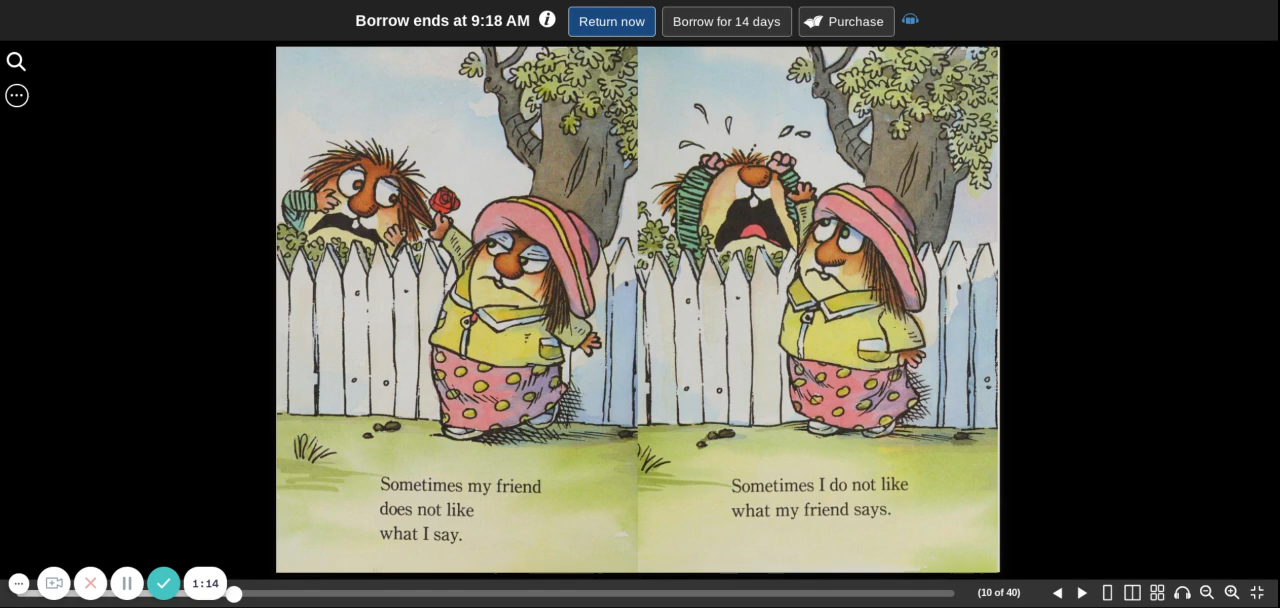 Borrow ends at 9:18 AM
Return now
Borrow for 14 days
Purchase
Sometimes my friend
does not like
what I say.
Sometimes I do not like
what my friend says.
1:14
(10 of 40)